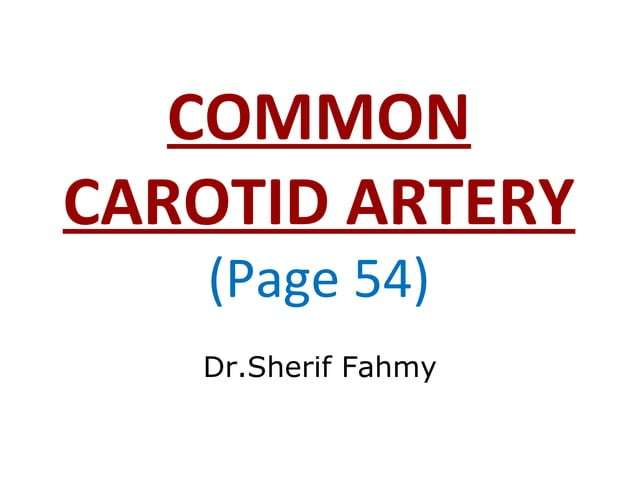 COMMON
CAROTID ARTERY
(Page 54)
Dr.Sherif Fahmy